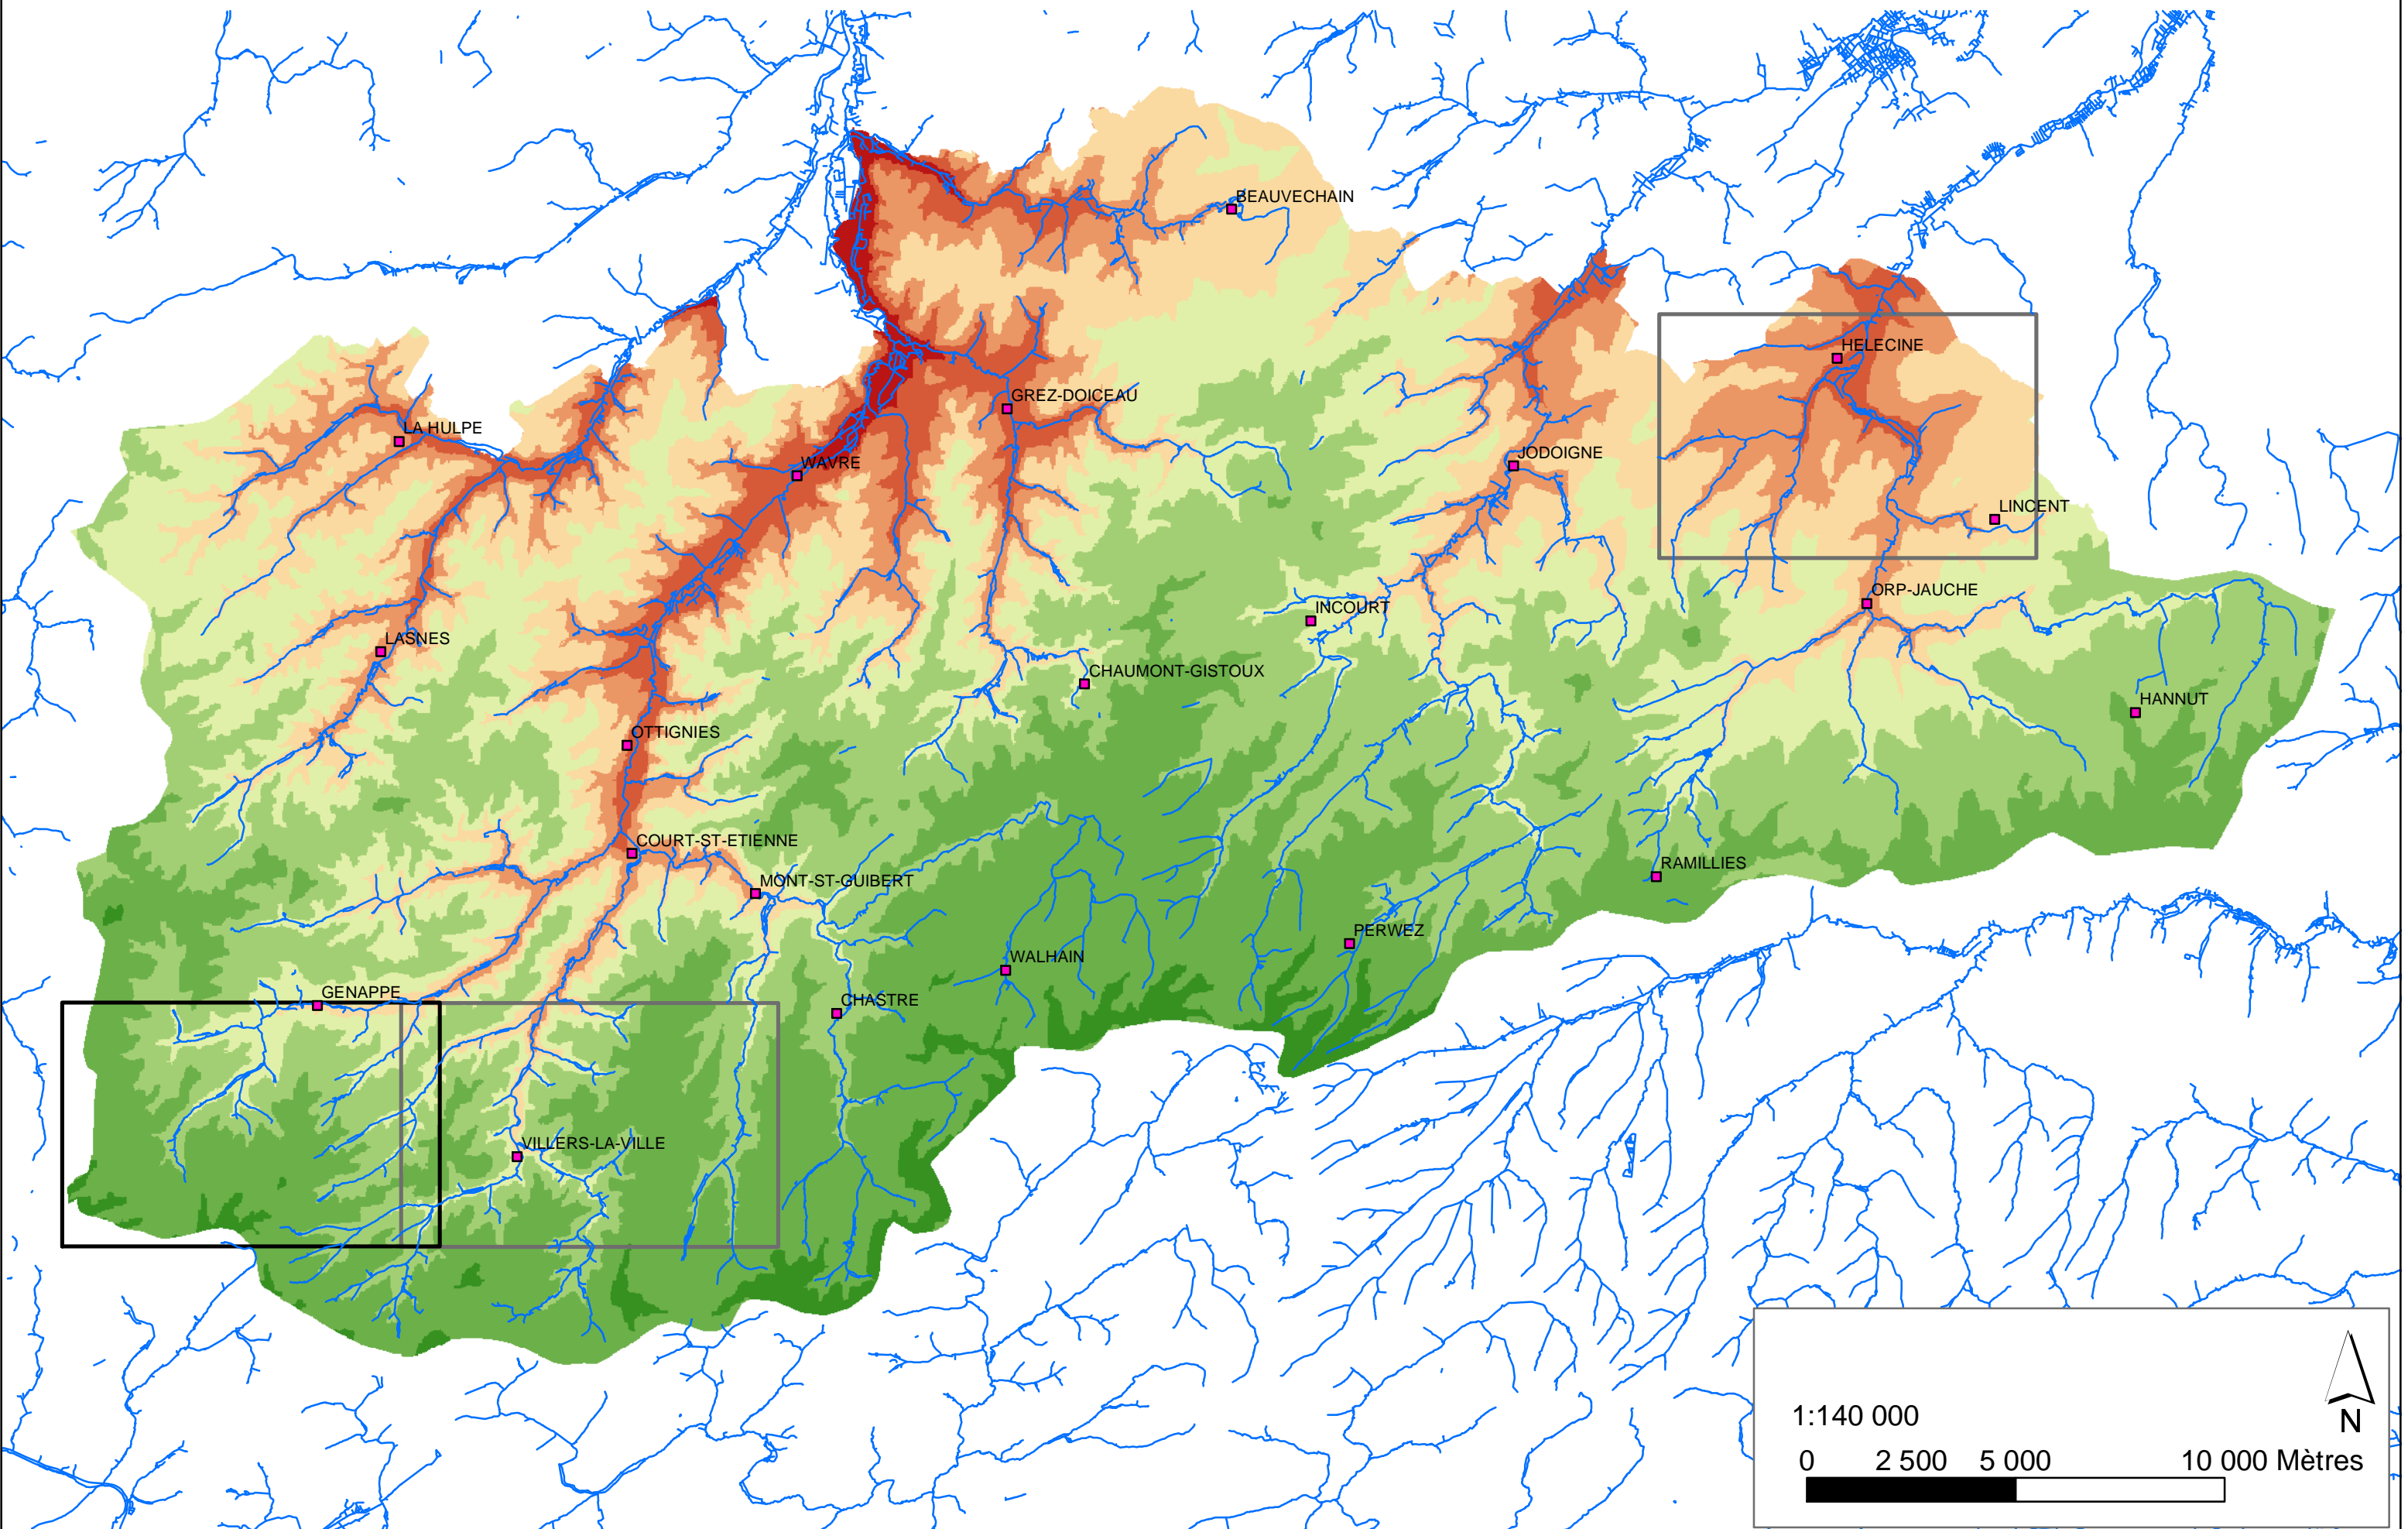 BEAUVECHAIN
HELECINE
GREZ-DOICEAU
LA HULPE
JODOIGNE
WAVRE
LINCENT
ORP-JAUCHE
INCOURT
LASNES
CHAUMONT-GISTOUX
HANNUT
OTTIGNIES
COURT-ST-ETIENNE
RAMILLIES
MONT-ST-GUIBERT
PERWEZ
WALHAIN
GENAPPE
CHASTRE
VILLERS-LA-VILLE
1:140 000
N
0 2 500 5 000 10 000 Mètres